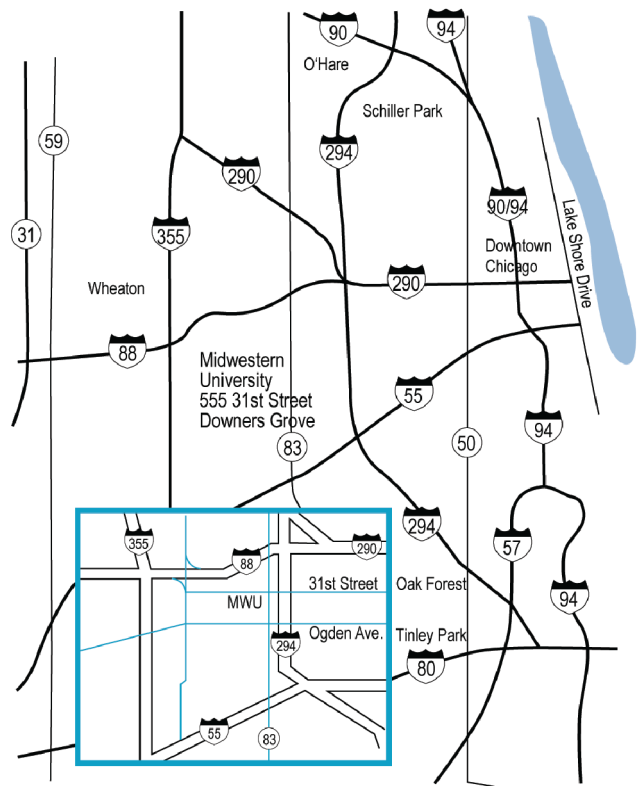 94
90
O'Hare
Schiller Park
59
294
290
90/94
Lake Shore Drive
31
355
Downtown
Chicago
290
Wheaton
88
Midwestern
University
555 31st Street
Downers Grove
55
94
83
50
294
355
290
57
88
31st Street
Oak Forest
MWU
94
Ogden Ave.
Tinley Park
294
80
55
83